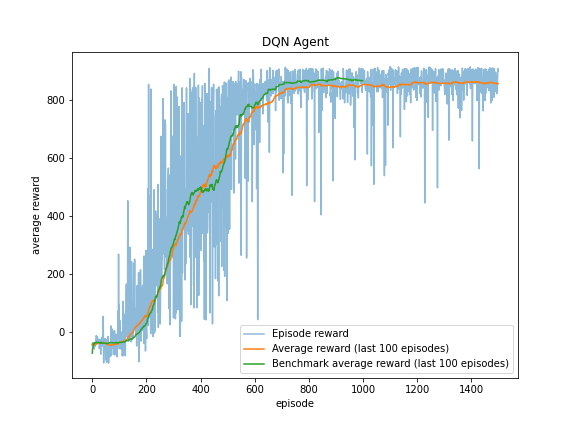 DQN Agent
average reward
800
600
400
200
0
Episode reward
Average reward (last 100 episodes)
Benchmark average reward (last 100 episodes)
0 200 400 600 800 1000 1200 1400
episode